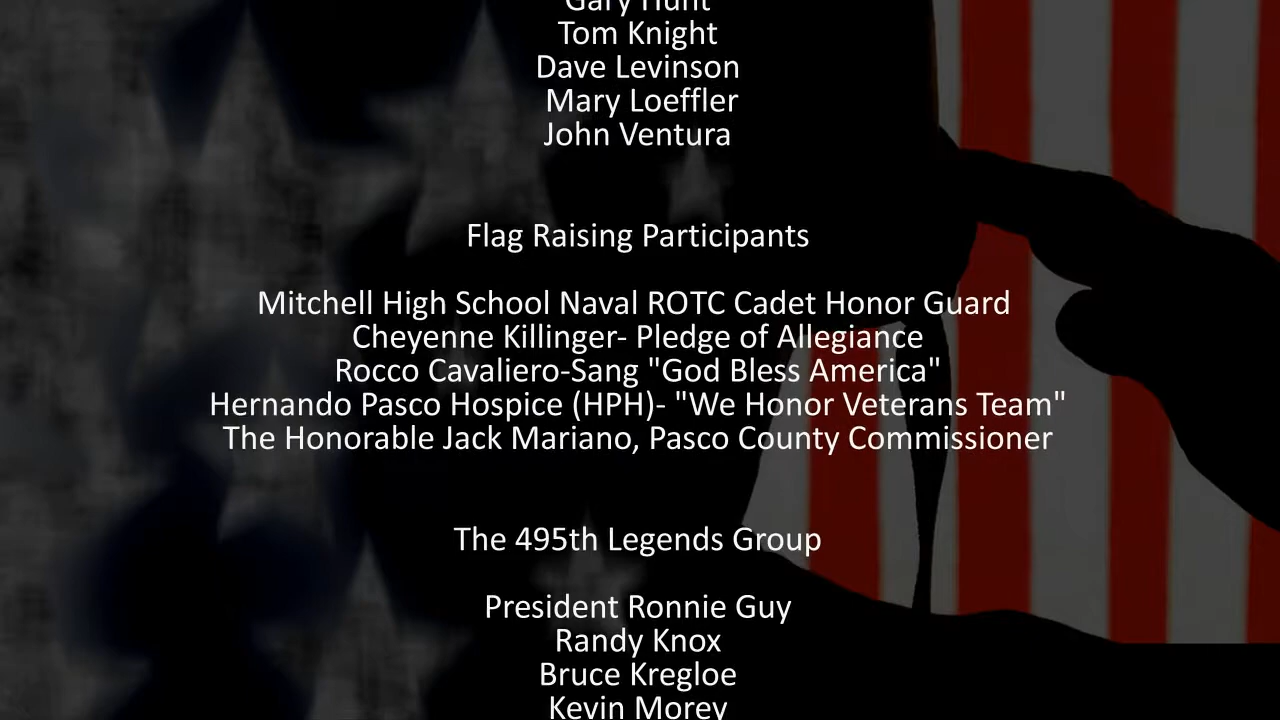 Gary Hunt
Tom Knight
Dave Levinson
Mary Loeffler
John Ventura
Flag Raising Participants
Mitchell High School Naval ROTC Cadet Honor Guard
Cheyenne Killinger- Pledge of Allegiance
Rocco Cavaliero-Sang "God Bless America"
Hernando Pasco Hospice (HPH)- "We Honor Veterans Team"
The Honorable Jack Mariano, Pasco County Commissioner
The 495th Legends Group
President Ronnie Guy
Randy Knox
Bruce Kregloe
Kevin Morey